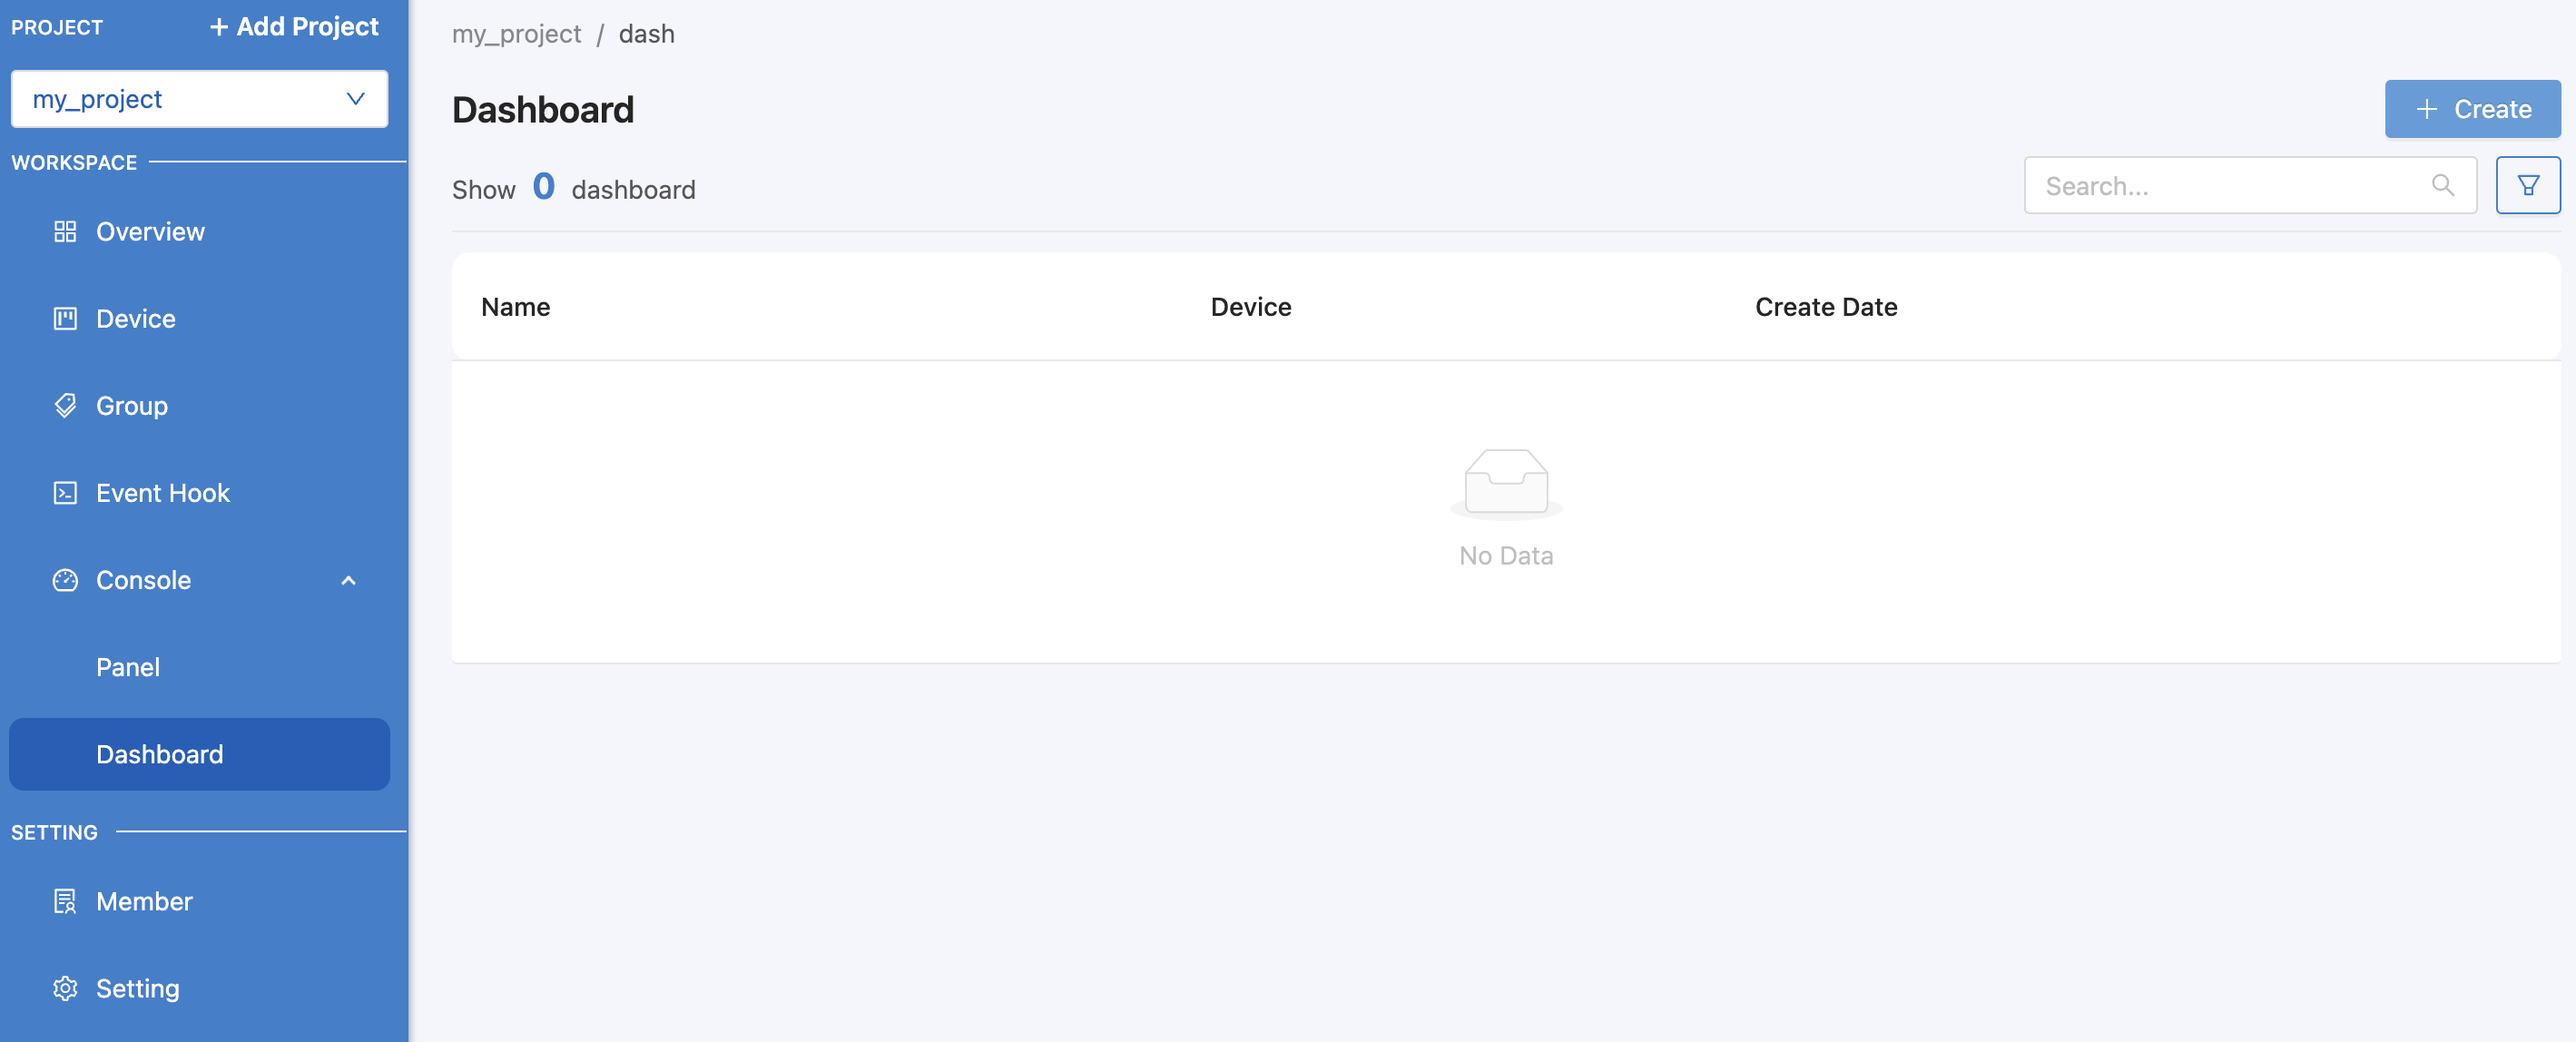 PROJECT
+ Add Project
my_project
WORKSPACE
Overview
Device
Group
Event Hook
Console
Panel
Dashboard
SETTING
Member
Setting
my_project / dash
Dashboard
+ Create
Show 0 dashboard
Search...
Name Device Create Date
No Data